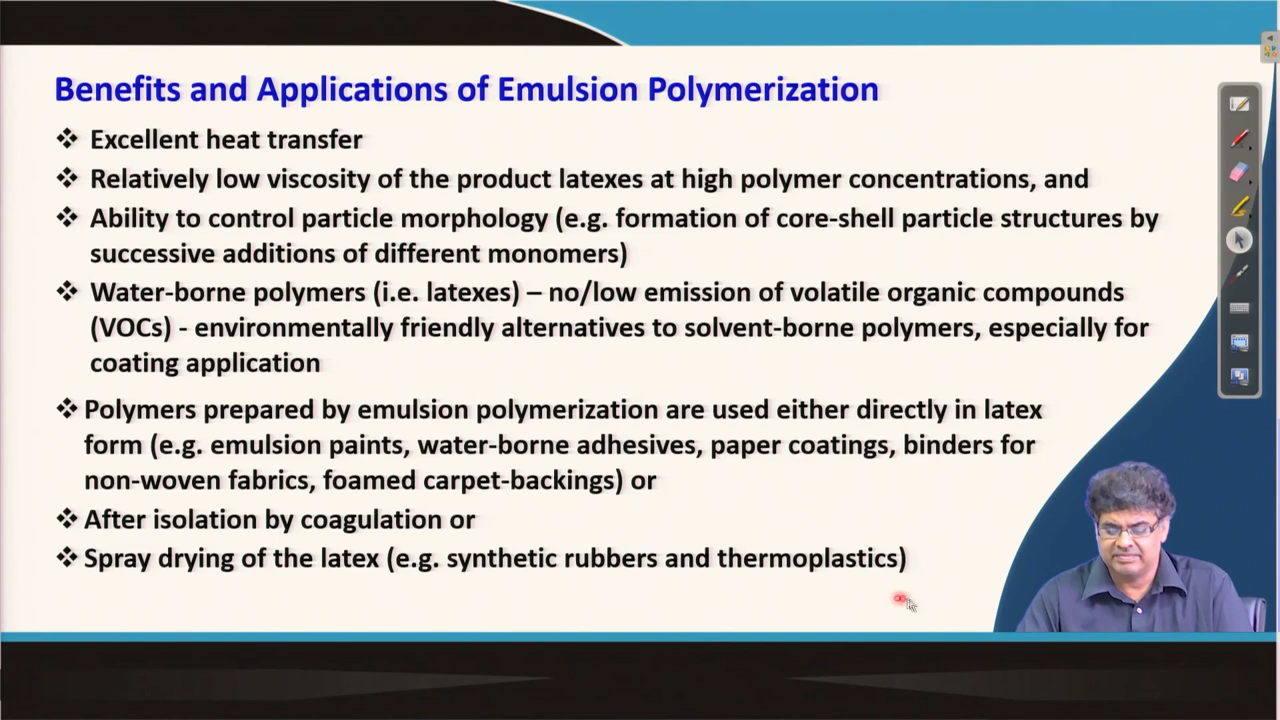 Benefits and Applications of Emulsion Polymerization
❖ Excellent heat transfer
❖ Relatively low viscosity of the product latexes at high polymer concentrations, and
❖ Ability to control particle morphology (e.g. formation of core-shell particle structures by
successive additions of different monomers)
❖ Water-borne polymers (i.e. latexes) – no/low emission of volatile organic compounds
(VOCs) - environmentally friendly alternatives to solvent-borne polymers, especially for
coating application
❖ Polymers prepared by emulsion polymerization are used either directly in latex
form (e.g. emulsion paints, water-borne adhesives, paper coatings, binders for
non-woven fabrics, foamed carpet-backings) or
❖ After isolation by coagulation or
❖ Spray drying of the latex (e.g. synthetic rubbers and thermoplastics)